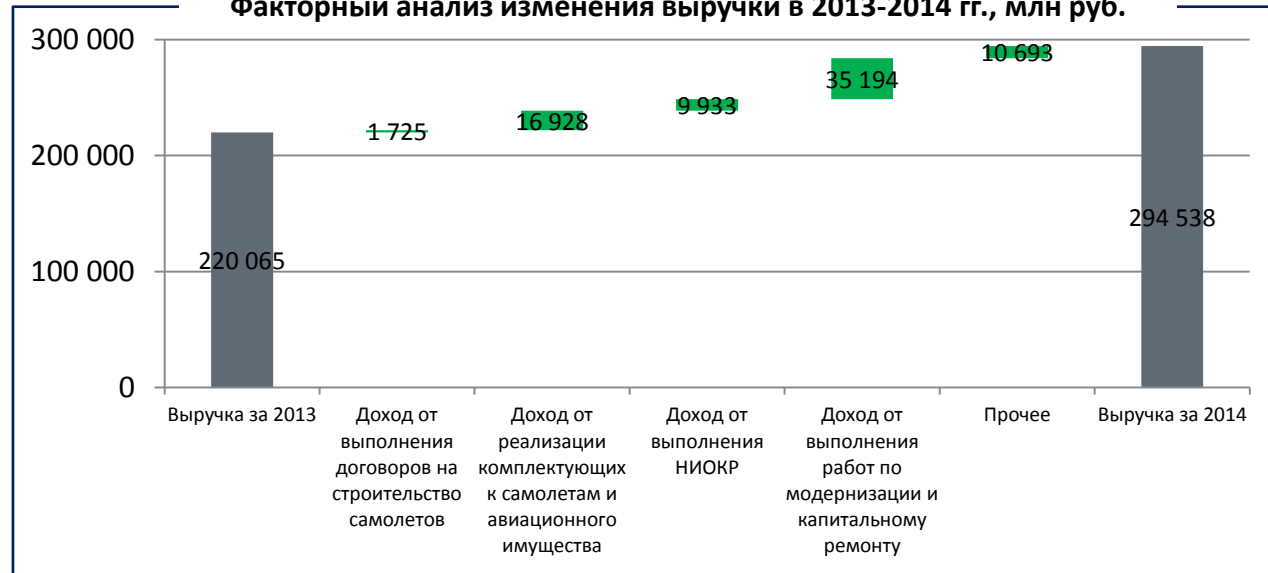 Факторный анализ изменения выручки в 2013-2014 гг., млн руб.
300 000
200 000
100 000
0
220 065
1 725
16 928
9 933
35 194
10 693
294 538
Выручка за 2013
Доход от
выполнения
договоров на
строительство
самолетов
Доход от
реализации
комплектующих
к самолетам и
авиационного
имущества
Доход от
выполнения
НИОКР
Доход от
выполнения
работ по
модернизации и
капитальному
ремонту
Прочее
Выручка за 2014